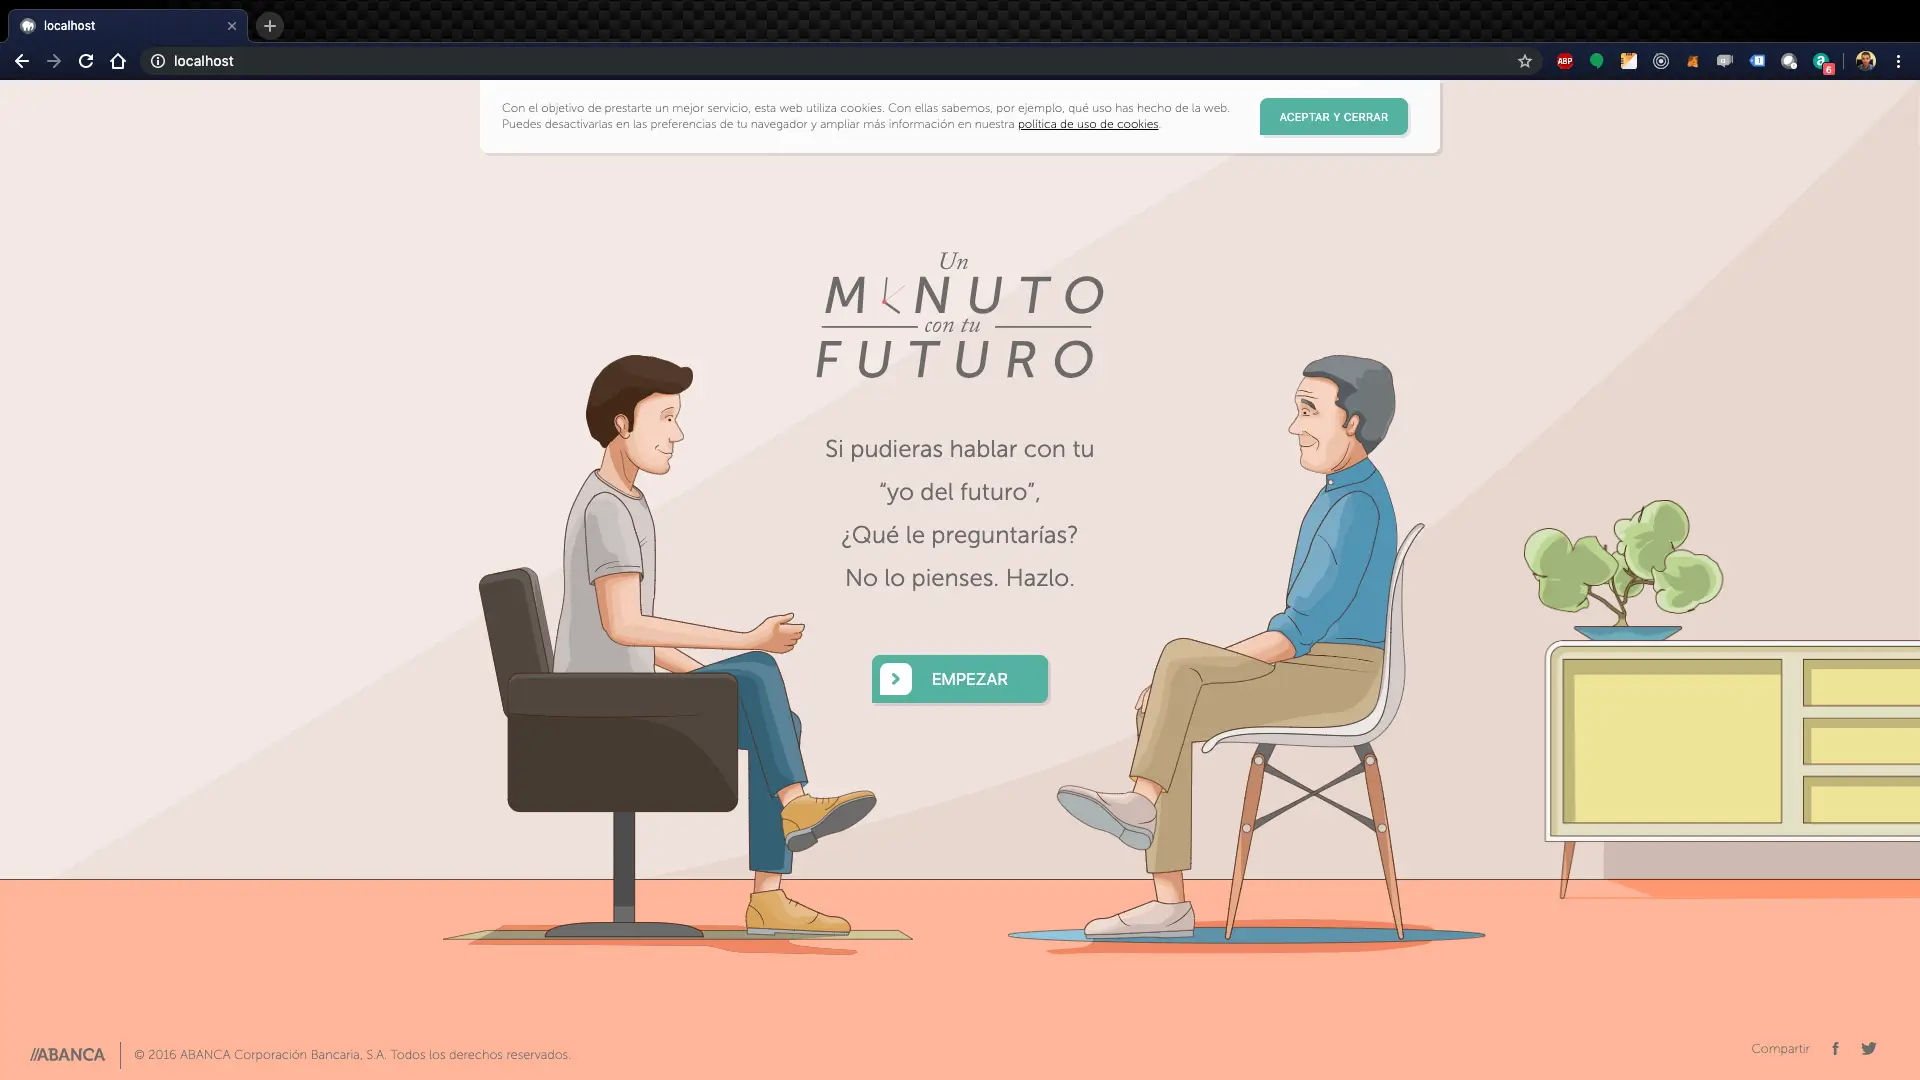 localhost
localhost
ABP
6
Con el objetivo de prestarte un mejor servicio, esta web utiliza cookies. Con ellas sabemos, por ejemplo, qué uso has hecho de la web.
Puedes desactivarlas en las preferencias de tu navegador y ampliar más información en nuestra política de uso de cookies.
ACEPTAR Y CERRAR
Un
MINUTO
con tu
FUTURO
Si pudieras hablar con tu
“yo del futuro”,
¿Qué le preguntarías?
No lo pienses. Hazlo.
EMPEZAR
//ABANCA
© 2016 ABANCA Corporación Bancaria, S.A. Todos los derechos reservados.
Compartir